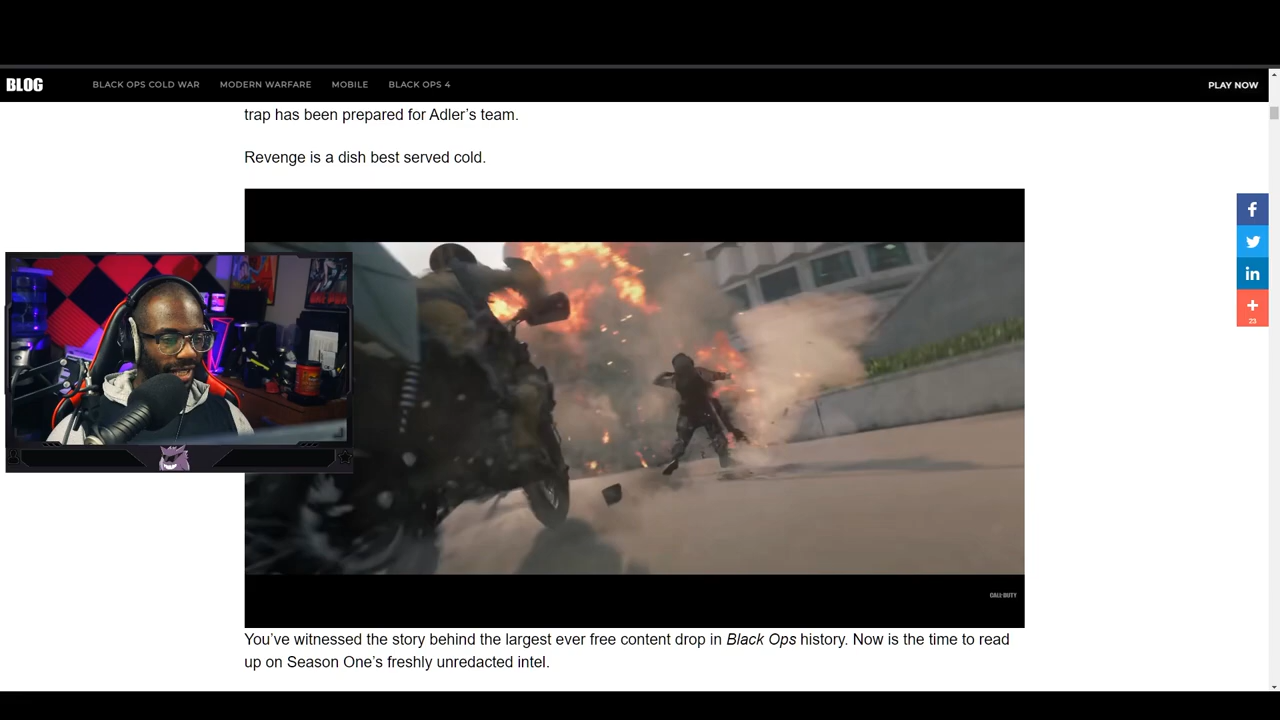 BLOG
BLACK OPS COLD WAR
MODERN WARFARE
MOBILE
BLACK OPS 4
PLAY NOW
trap has been prepared for Adler's team.
Revenge is a dish best served cold.
23
CALL OF DUTY
You've witnessed the story behind the largest ever free content drop in Black Ops history. Now is the time to read
up on Season One's freshly unredacted intel.